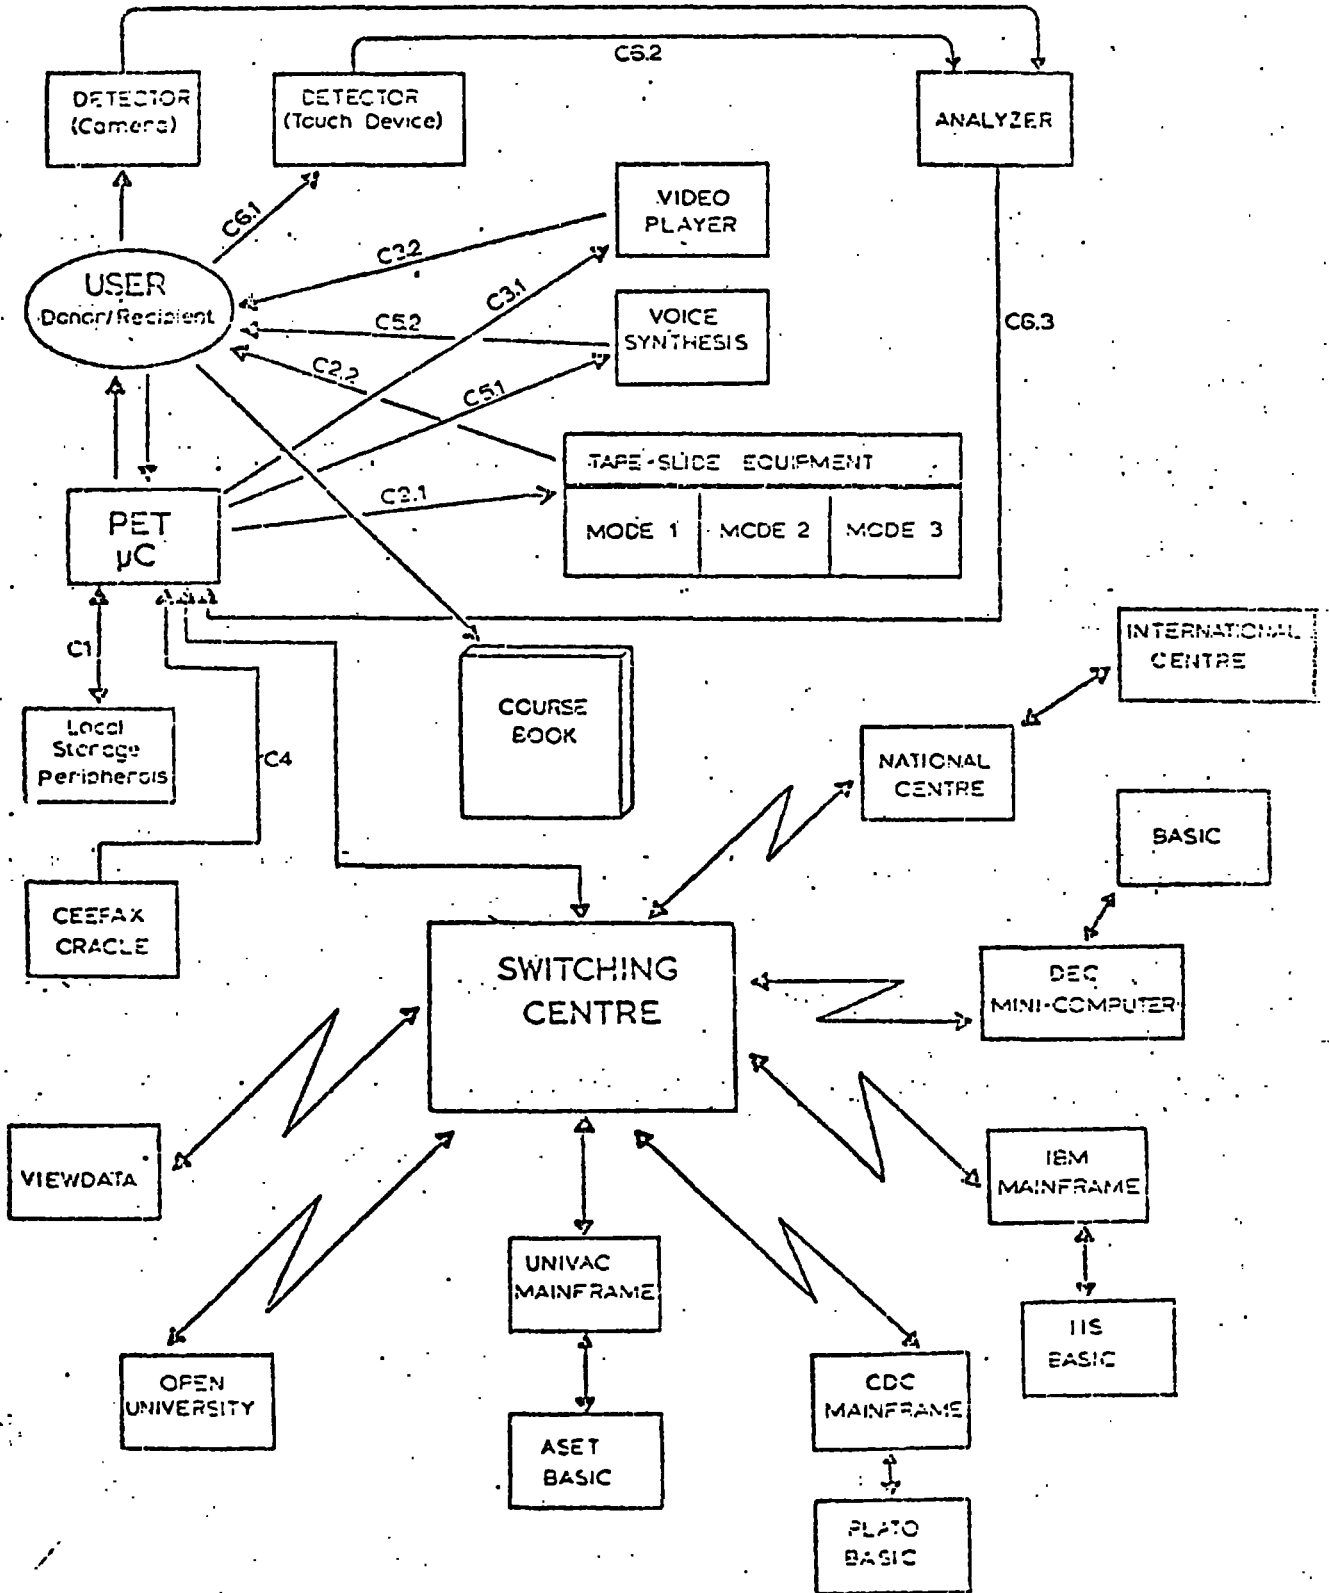 C6.2
DETECTOR
(Camera)
DETECTOR
(Touch Device)
ANALYZER
C6.1
VIDEO
PLAYER
C3.2
USER
Donor/Recipient
C3.1
VOICE
SYNTHESIS
C5.2
C6.3
C2.2
C5.1
TAPE-SLIDE EQUIPMENT
C2.1
MODE 1
MODE 2
MODE 3
PET
μC
C1
INTERNATIONAL
CENTRE
COURSE
BOOK
Local
Storage
Peripherals
C4
NATIONAL
CENTRE
BASIC
CEEFAX
ORACLE
SWITCHING
CENTRE
DEC
MINI-COMPUTER
VIEWDATA
IBM
MAINFRAME
UNIVAC
MAINFRAME
IIS
BASIC
OPEN
UNIVERSITY
CDC
MAINFRAME
ASET
BASIC
PLATO
BASIC